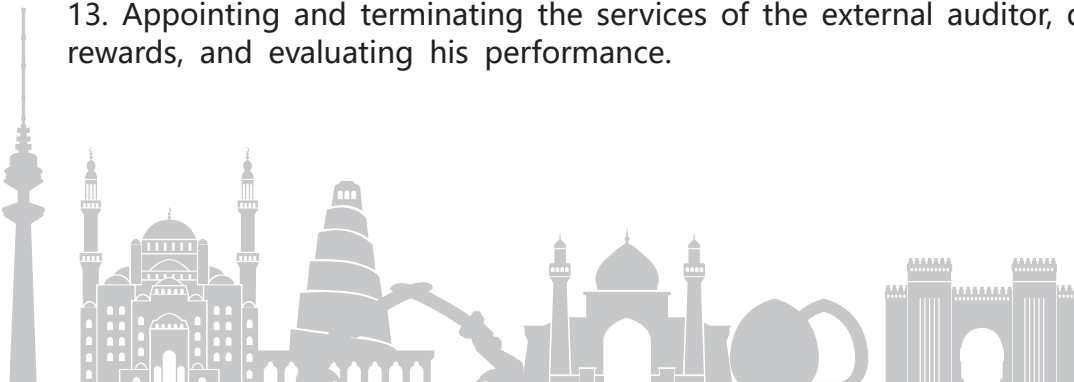 13. Appointing and terminating the services of the external auditor,
rewards, and evaluating his performance.